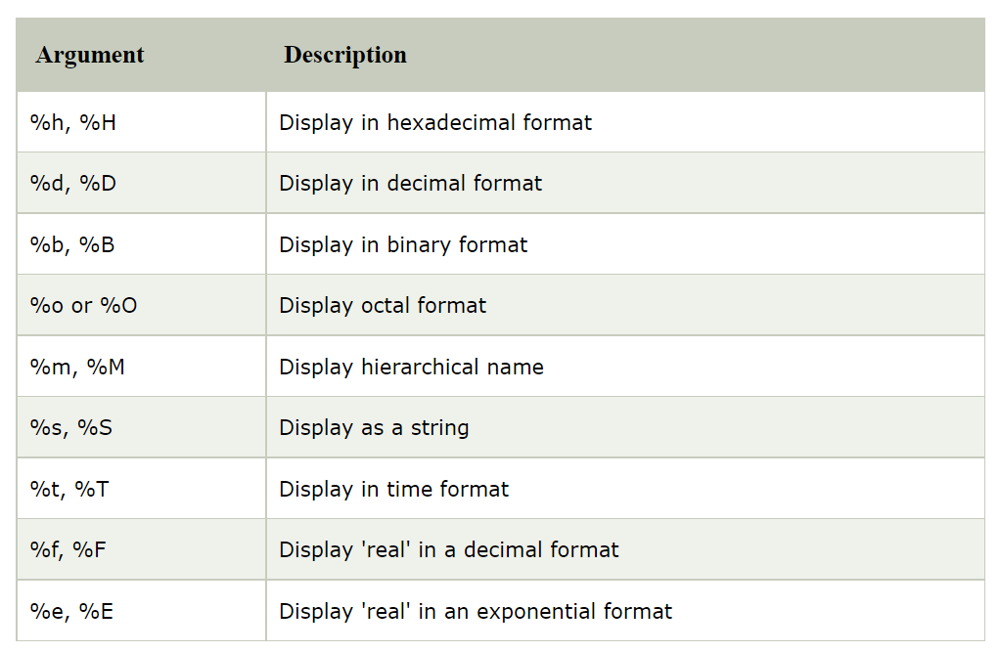 Argument Description
%h, %H Display in hexadecimal format
%d, %D Display in decimal format
%b, %B Display in binary format
%o or %O Display octal format
%m, %M Display hierarchical name
%s, %S Display as a string
%t, %T Display in time format
%f, %F Display 'real' in a decimal format
%e, %E Display 'real' in an exponential format